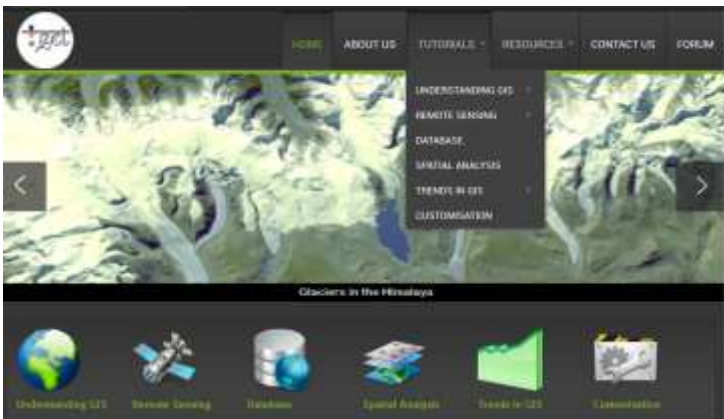 HOME ABOUT US TUTORIALS RESOURCES CONTACT US FORUM
UNDERSTANDING GIS
REMOTE SENSING
DATABASE
SPATIAL ANALYSIS
TRENDS IN GIS
CUSTOMISATION
Glaciers in the Himalaya
Understanding GIS Remote Sensing Database Spatial Analysis Trends in GIS Customisation